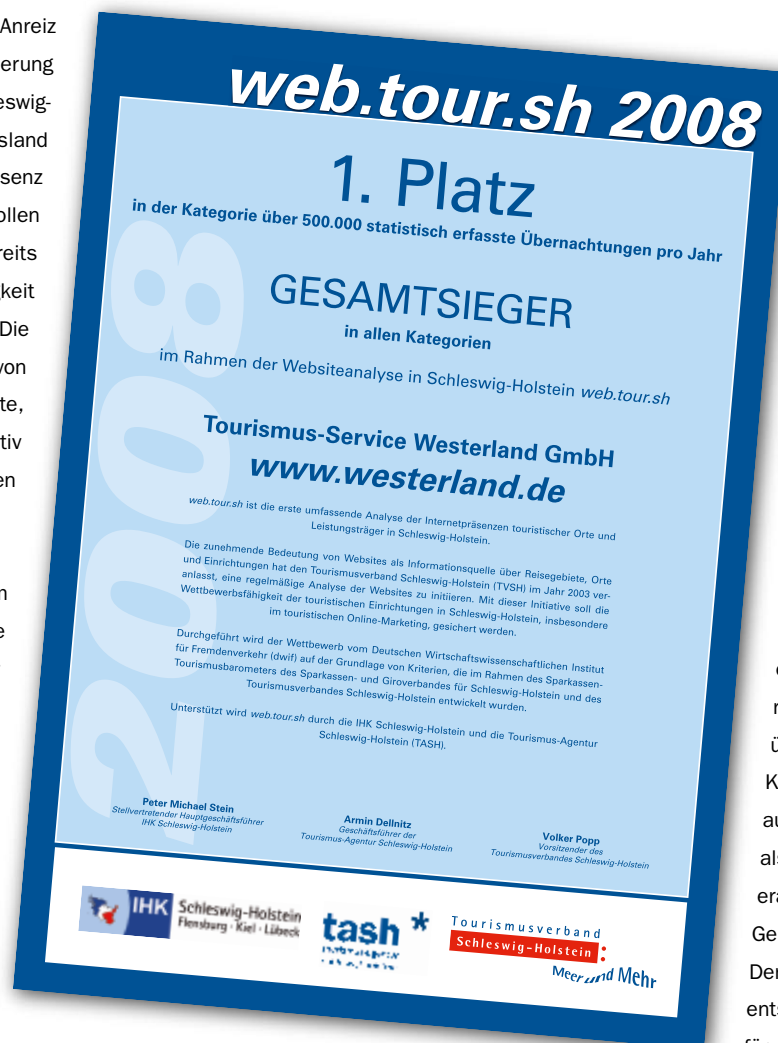 Anreiz
erung
eswig-
sland
senz
ollen
reits
keit
Die
von
te,
tiv
en
e
web.tour.sh 2008
1. Platz
in der Kategorie über 500.000 statistisch erfasste Übernachtungen pro Jahr
GESAMTSIEGER
in allen Kategorien
im Rahmen der Websiteanalyse in Schleswig-Holstein web.tour.sh
Tourismus-Service Westerland GmbH
www.westerland.de
web.tour.sh ist die erste umfassende Analyse der Internetpräsenzen touristischer Orte und
Leistungsträger in Schleswig-Holstein.
Die zunehmende Bedeutung von Websites als Informationsquelle über Reisegebiete, Orte
und Einrichtungen hat den Tourismusverband Schleswig-Holstein (TVSH) im Jahr 2003 ver-
anlasst, eine regelmäßige Analyse der Websites zu initiieren. Mit dieser Initiative soll die
Wettbewerbsfähigkeit der touristischen Einrichtungen in Schleswig-Holstein, insbesondere
im touristischen Online-Marketing, gesichert werden.
Durchgeführt wird der Wettbewerb vom Deutschen Wirtschaftswissenschaftlichen Institut
für Fremdenverkehr (dwif) auf der Grundlage von Kriterien, die im Rahmen des Sparkassen-
Tourismusbarometers des Sparkassen- und Giroverbandes für Schleswig-Holstein und des
Tourismusverbandes Schleswig-Holstein entwickelt wurden.
Unterstützt wird web.tour.sh durch die IHK Schleswig-Holstein und die Tourismus-Agentur
Schleswig-Holstein (TASH).
2008
Peter Michael Stein
Stellvertretender Hauptgeschäftsführer
IHK Schleswig-Holstein
Armin Dellnitz
Geschäftsführer der
Tourismus-Agentur Schleswig-Holstein
Volker Popp
Vorsitzender des
Tourismusverbandes Schleswig-Holstein
IHK Schleswig-Holstein
Flensburg · Kiel · Lübeck
tash*
Tourismusverband
Schleswig-Holstein
Meer und Mehr
ü
K
au
als
era
Ge
Der
ents